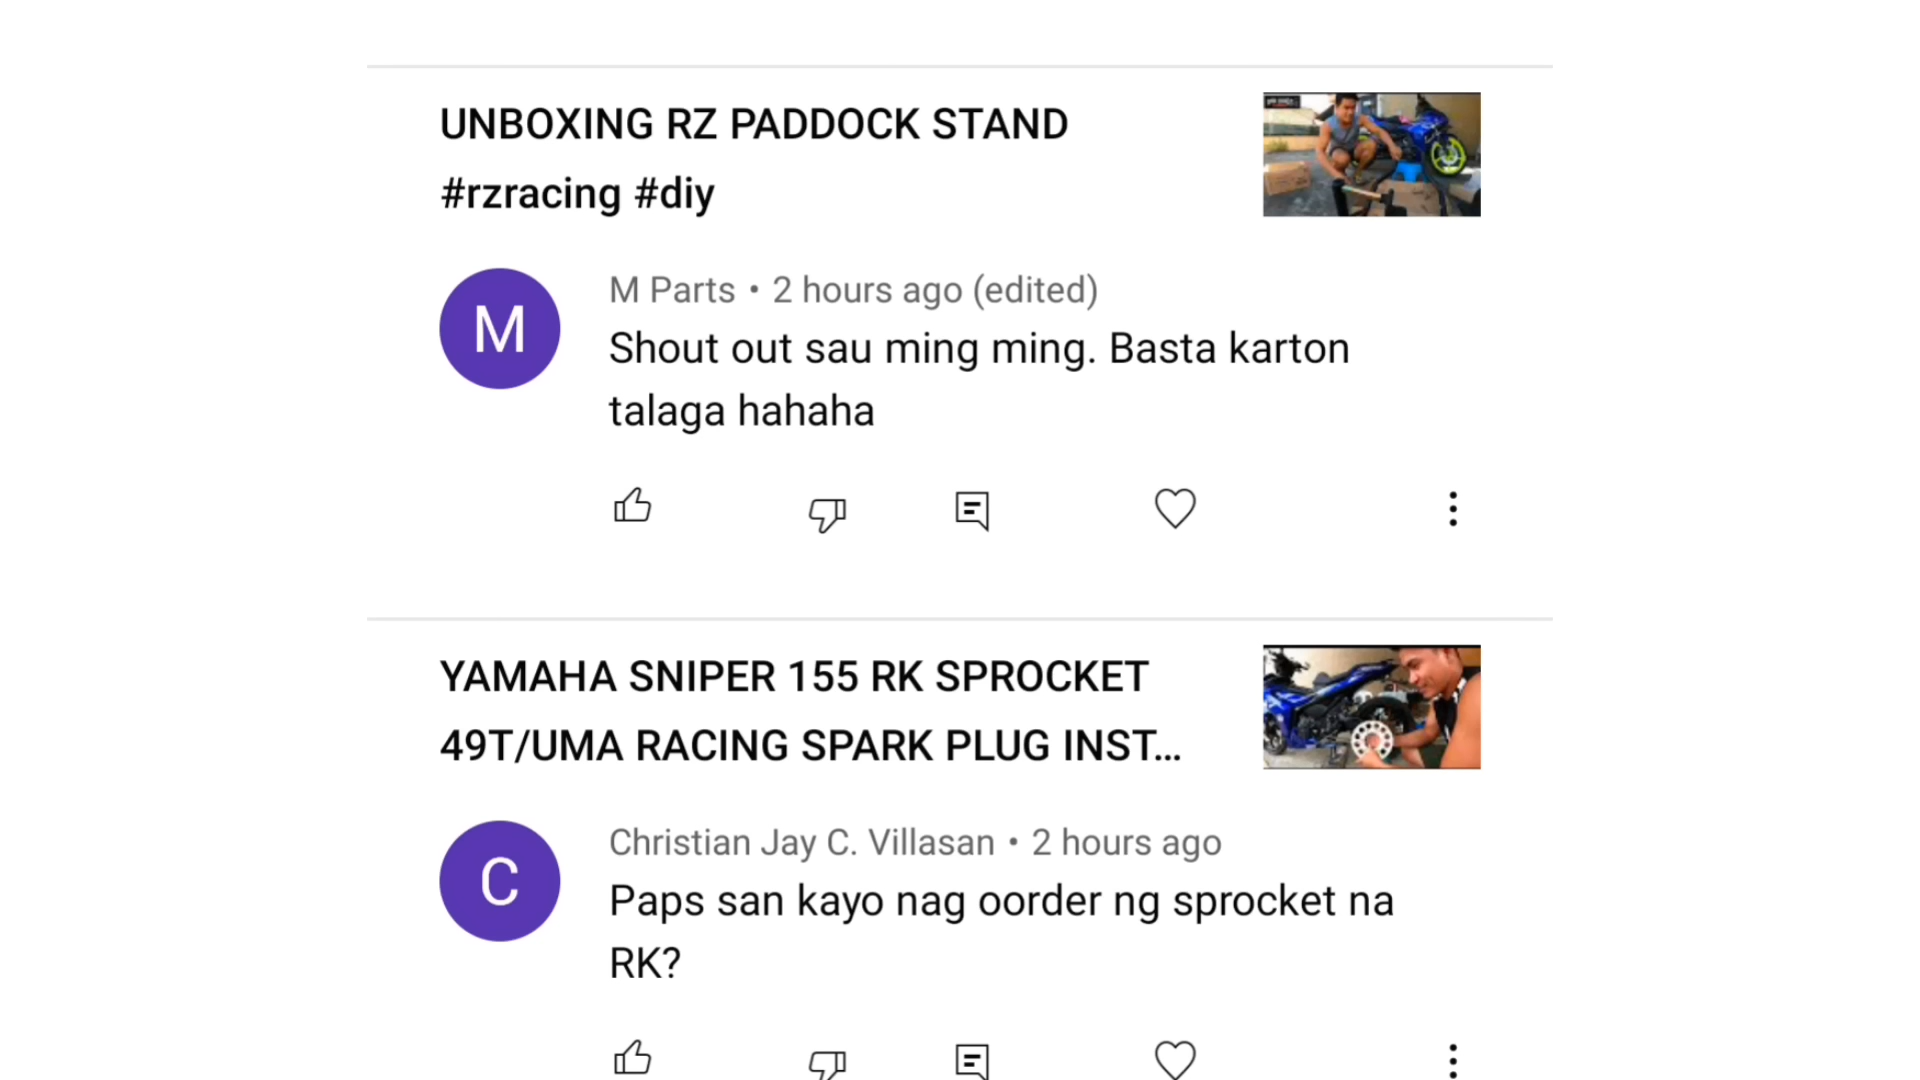 UNBOXING RZ PADDOCK STAND
#rzracing #diy
M
M Parts • 2 hours ago (edited)
Shout out sau ming ming. Basta karton
talaga hahaha
YAMAHA SNIPER 155 RK SPROCKET
49T/UMA RACING SPARK PLUG INST...
C
Christian Jay C. Villasan • 2 hours ago
Paps san kayo nag oorder ng sprocket na
RK?